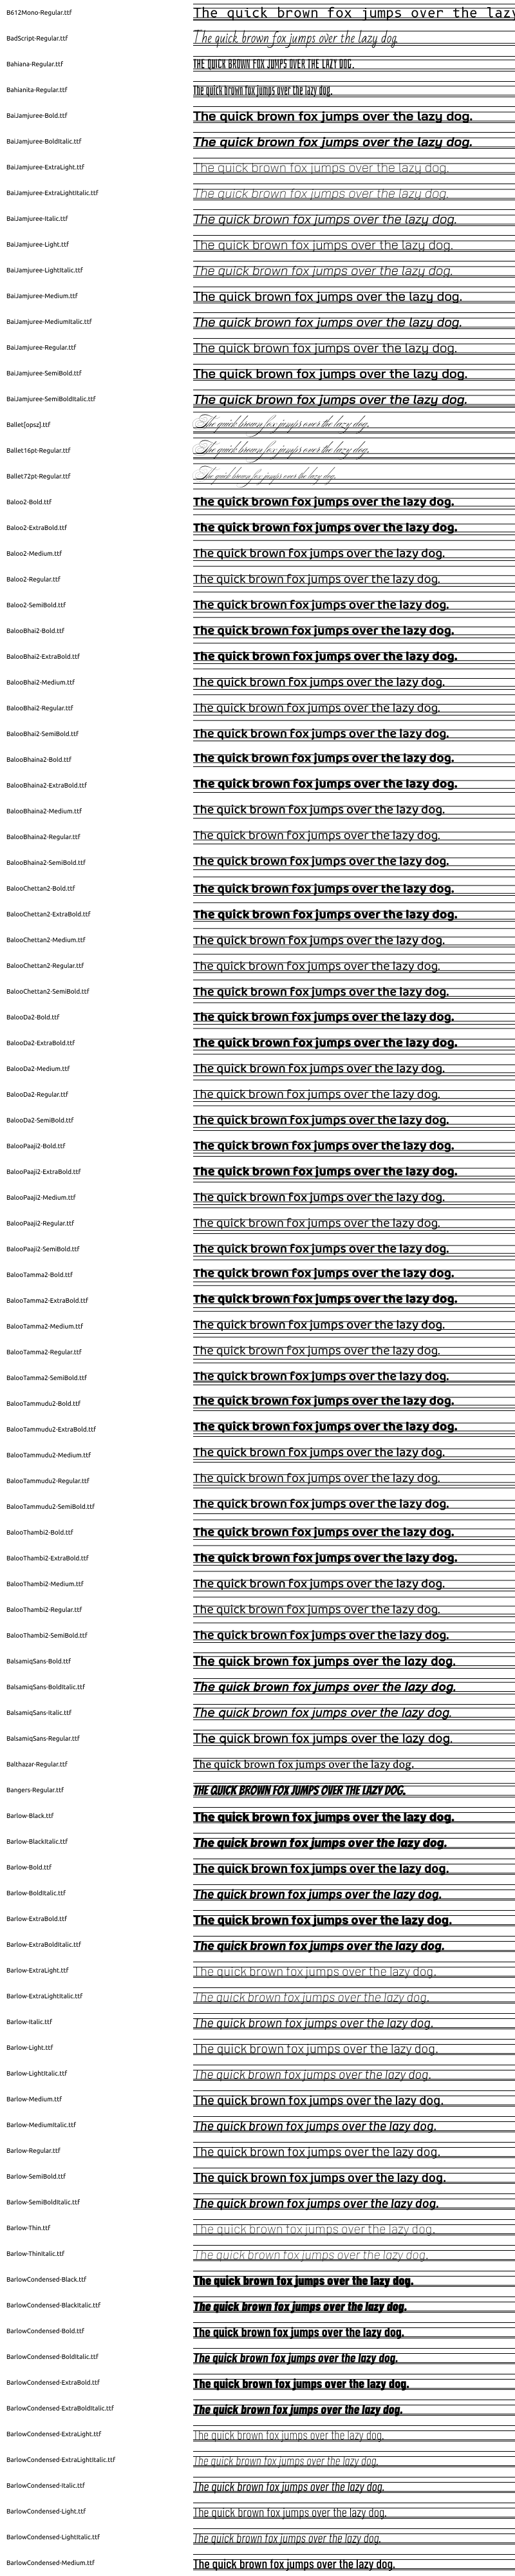 B612Mono-Regular.ttf The quick brown fox jumps over the lazy
BadScript-Regular.ttf The quick brown fox jumps over the lazy dog.
Bahiana-Regular.ttf THE QUICK BROWN FOX JUMPS OVER THE LAZY DOG.
Bahianita-Regular.ttf The quick brown fox jumps over the lazy dog.
BaiJamjuree-Bold.ttf The quick brown fox jumps over the lazy dog.
BaiJamjuree-BoldItalic.ttf The quick brown fox jumps over the lazy dog.
BaiJamjuree-ExtraLight.ttf The quick brown fox jumps over the lazy dog.
BaiJamjuree-ExtraLightItalic.ttf The quick brown fox jumps over the lazy dog.
BaiJamjuree-Italic.ttf The quick brown fox jumps over the lazy dog.
BaiJamjuree-Light.ttf The quick brown fox jumps over the lazy dog.
BaiJamjuree-LightItalic.ttf The quick brown fox jumps over the lazy dog.
BaiJamjuree-Medium.ttf The quick brown fox jumps over the lazy dog.
BaiJamjuree-MediumItalic.ttf The quick brown fox jumps over the lazy dog.
BaiJamjuree-Regular.ttf The quick brown fox jumps over the lazy dog.
BaiJamjuree-SemiBold.ttf The quick brown fox jumps over the lazy dog.
BaiJamjuree-SemiBoldItalic.ttf The quick brown fox jumps over the lazy dog.
Ballet[opsz].ttf The quick brown fox jumps over the lazy dog.
Ballet16pt-Regular.ttf The quick brown fox jumps over the lazy dog.
Ballet72pt-Regular.ttf The quick brown fox jumps over the lazy dog.
Baloo2-Bold.ttf The quick brown fox jumps over the lazy dog.
Baloo2-ExtraBold.ttf The quick brown fox jumps over the lazy dog.
Baloo2-Medium.ttf The quick brown fox jumps over the lazy dog.
Baloo2-Regular.ttf The quick brown fox jumps over the lazy dog.
Baloo2-SemiBold.ttf The quick brown fox jumps over the lazy dog.
BalooBhai2-Bold.ttf The quick brown fox jumps over the lazy dog.
BalooBhai2-ExtraBold.ttf The quick brown fox jumps over the lazy dog.
BalooBhai2-Medium.ttf The quick brown fox jumps over the lazy dog.
BalooBhai2-Regular.ttf The quick brown fox jumps over the lazy dog.
BalooBhai2-SemiBold.ttf The quick brown fox jumps over the lazy dog.
BalooBhaina2-Bold.ttf The quick brown fox jumps over the lazy dog.
BalooBhaina2-ExtraBold.ttf The quick brown fox jumps over the lazy dog.
BalooBhaina2-Medium.ttf The quick brown fox jumps over the lazy dog.
BalooBhaina2-Regular.ttf The quick brown fox jumps over the lazy dog.
BalooBhaina2-SemiBold.ttf The quick brown fox jumps over the lazy dog.
BalooChettan2-Bold.ttf The quick brown fox jumps over the lazy dog.
BalooChettan2-ExtraBold.ttf The quick brown fox jumps over the lazy dog.
BalooChettan2-Medium.ttf The quick brown fox jumps over the lazy dog.
BalooChettan2-Regular.ttf The quick brown fox jumps over the lazy dog.
BalooChettan2-SemiBold.ttf The quick brown fox jumps over the lazy dog.
BalooDa2-Bold.ttf The quick brown fox jumps over the lazy dog.
BalooDa2-ExtraBold.ttf The quick brown fox jumps over the lazy dog.
BalooDa2-Medium.ttf The quick brown fox jumps over the lazy dog.
BalooDa2-Regular.ttf The quick brown fox jumps over the lazy dog.
BalooDa2-SemiBold.ttf The quick brown fox jumps over the lazy dog.
BalooPaaji2-Bold.ttf The quick brown fox jumps over the lazy dog.
BalooPaaji2-ExtraBold.ttf The quick brown fox jumps over the lazy dog.
BalooPaaji2-Medium.ttf The quick brown fox jumps over the lazy dog.
BalooPaaji2-Regular.ttf The quick brown fox jumps over the lazy dog.
BalooPaaji2-SemiBold.ttf The quick brown fox jumps over the lazy dog.
BalooTamma2-Bold.ttf The quick brown fox jumps over the lazy dog.
BalooTamma2-ExtraBold.ttf The quick brown fox jumps over the lazy dog.
BalooTamma2-Medium.ttf The quick brown fox jumps over the lazy dog.
BalooTamma2-Regular.ttf The quick brown fox jumps over the lazy dog.
BalooTamma2-SemiBold.ttf The quick brown fox jumps over the lazy dog.
BalooTammudu2-Bold.ttf The quick brown fox jumps over the lazy dog.
BalooTammudu2-ExtraBold.ttf The quick brown fox jumps over the lazy dog.
BalooTammudu2-Medium.ttf The quick brown fox jumps over the lazy dog.
BalooTammudu2-Regular.ttf The quick brown fox jumps over the lazy dog.
BalooTammudu2-SemiBold.ttf The quick brown fox jumps over the lazy dog.
BalooThambi2-Bold.ttf The quick brown fox jumps over the lazy dog.
BalooThambi2-ExtraBold.ttf The quick brown fox jumps over the lazy dog.
BalooThambi2-Medium.ttf The quick brown fox jumps over the lazy dog.
BalooThambi2-Regular.ttf The quick brown fox jumps over the lazy dog.
BalooThambi2-SemiBold.ttf The quick brown fox jumps over the lazy dog.
BalsamiqSans-Bold.ttf The quick brown fox jumps over the lazy dog.
BalsamiqSans-BoldItalic.ttf The quick brown fox jumps over the lazy dog.
BalsamiqSans-Italic.ttf The quick brown fox jumps over the lazy dog.
BalsamiqSans-Regular.ttf The quick brown fox jumps over the lazy dog.
Balthazar-Regular.ttf The quick brown fox jumps over the lazy dog.
Bangers-Regular.ttf THE QUICK BROWN FOX JUMPS OVER THE LAZY DOG.
Barlow-Black.ttf The quick brown fox jumps over the lazy dog.
Barlow-BlackItalic.ttf The quick brown fox jumps over the lazy dog.
Barlow-Bold.ttf The quick brown fox jumps over the lazy dog.
Barlow-BoldItalic.ttf The quick brown fox jumps over the lazy dog.
Barlow-ExtraBold.ttf The quick brown fox jumps over the lazy dog.
Barlow-ExtraBoldItalic.ttf The quick brown fox jumps over the lazy dog.
Barlow-ExtraLight.ttf The quick brown fox jumps over the lazy dog.
Barlow-ExtraLightItalic.ttf The quick brown fox jumps over the lazy dog.
Barlow-Italic.ttf The quick brown fox jumps over the lazy dog.
Barlow-Light.ttf The quick brown fox jumps over the lazy dog.
Barlow-LightItalic.ttf The quick brown fox jumps over the lazy dog.
Barlow-Medium.ttf The quick brown fox jumps over the lazy dog.
Barlow-MediumItalic.ttf The quick brown fox jumps over the lazy dog.
Barlow-Regular.ttf The quick brown fox jumps over the lazy dog.
Barlow-SemiBold.ttf The quick brown fox jumps over the lazy dog.
Barlow-SemiBoldItalic.ttf The quick brown fox jumps over the lazy dog.
Barlow-Thin.ttf The quick brown fox jumps over the lazy dog.
Barlow-ThinItalic.ttf The quick brown fox jumps over the lazy dog.
BarlowCondensed-Black.ttf The quick brown fox jumps over the lazy dog.
BarlowCondensed-BlackItalic.ttf The quick brown fox jumps over the lazy dog.
BarlowCondensed-Bold.ttf The quick brown fox jumps over the lazy dog.
BarlowCondensed-BoldItalic.ttf The quick brown fox jumps over the lazy dog.
BarlowCondensed-ExtraBold.ttf The quick brown fox jumps over the lazy dog.
BarlowCondensed-ExtraBoldItalic.ttf The quick brown fox jumps over the lazy dog.
BarlowCondensed-ExtraLight.ttf The quick brown fox jumps over the lazy dog.
BarlowCondensed-ExtraLightItalic.ttf The quick brown fox jumps over the lazy dog.
BarlowCondensed-Italic.ttf The quick brown fox jumps over the lazy dog.
BarlowCondensed-Light.ttf The quick brown fox jumps over the lazy dog.
BarlowCondensed-LightItalic.ttf The quick brown fox jumps over the lazy dog.
BarlowCondensed-Medium.ttf The quick brown fox jumps over the lazy dog.